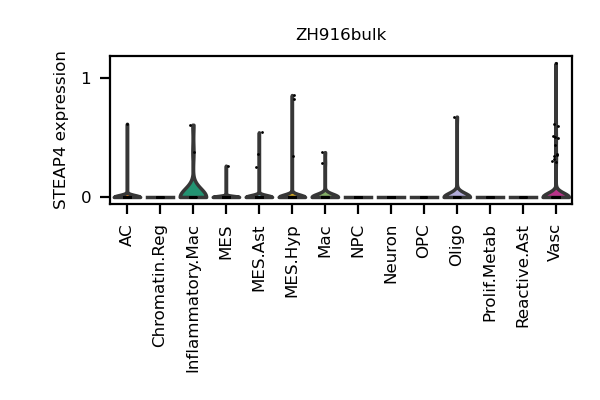 ZH916bulk
STEAP4 expression
1
0
AC
Chromatin.Reg
Inflammatory.Mac
MES
MES.Ast
MES.Hyp
Mac
NPC
Neuron
OPC
Oligo
Prolif.Metab
Reactive.Ast
Vasc